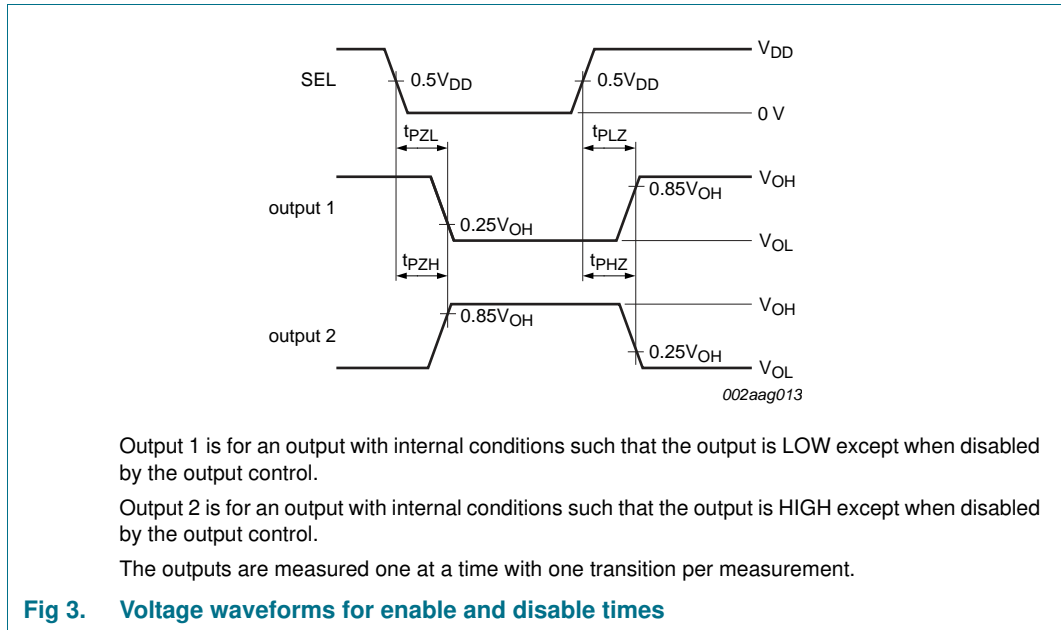 VDD
SEL
0.5VDD
0.5VDD
0 V
tPZL
tPLZ
VOH
0.85VOH
output 1
0.25VOH
VOL
tPZH
tPHZ
VOH
0.85VOH
output 2
0.25VOH
VOL
002aag013
Output 1 is for an output with internal conditions such that the output is LOW except when disabled
by the output control.
Output 2 is for an output with internal conditions such that the output is HIGH except when disabled
by the output control.
The outputs are measured one at a time with one transition per measurement.
Fig 3. Voltage waveforms for enable and disable times